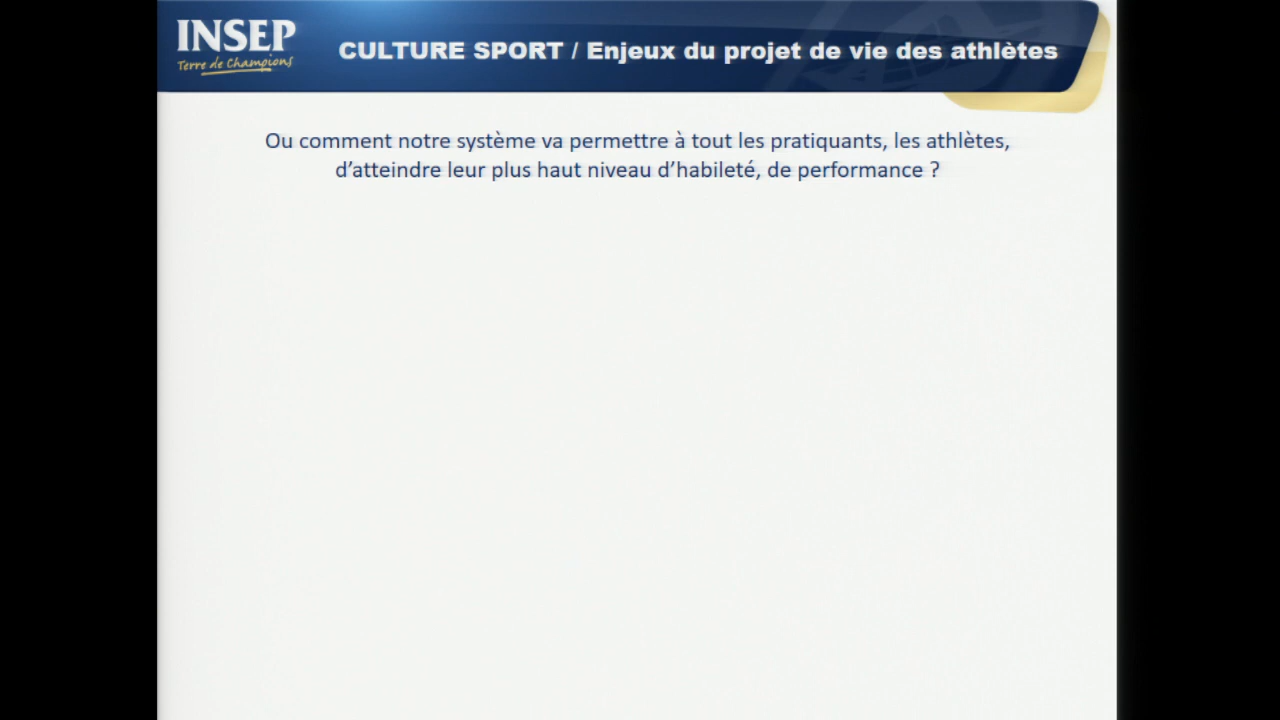 INSEP
Terre de Champions
CULTURE SPORT / Enjeux du projet de vie des athlètes
Ou comment notre système va permettre à tout les pratiquants, les athlètes,
d’atteindre leur plus haut niveau d’habileté, de performance ?